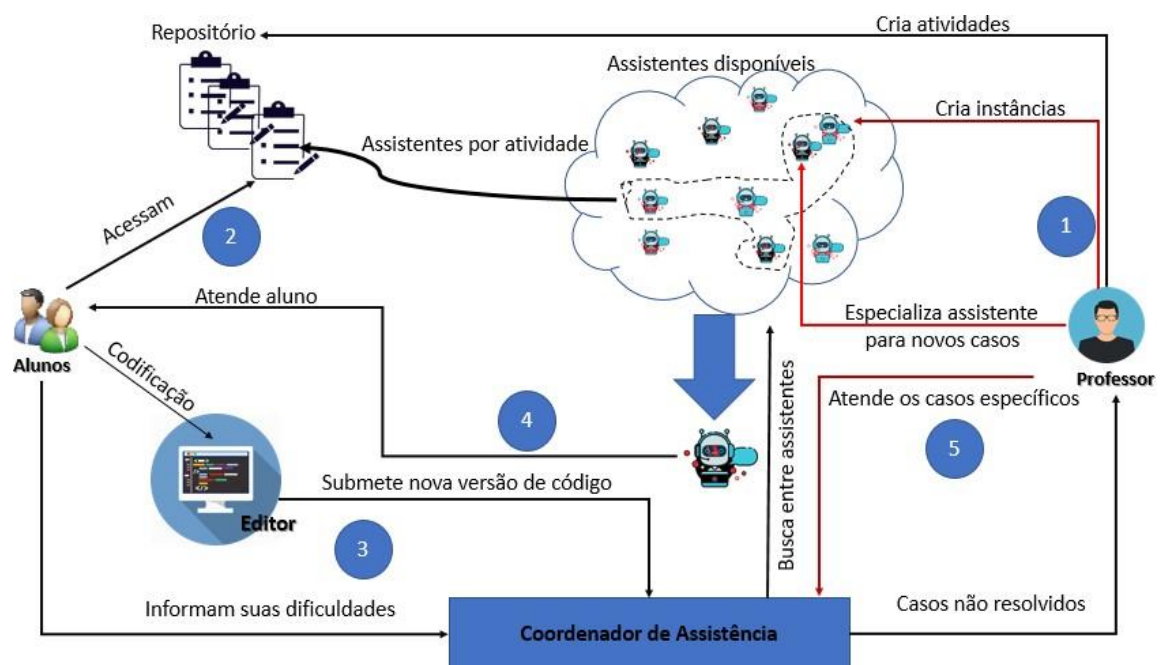 Cria atividades
Repositório
Assistentes disponíveis
Cria instâncias
Assistentes por atividade
1
Acessam
2
Atende aluno
Especializa assistente
para novos casos
Alunos
Codificação
Professor
Busca entre assistentes
Atende os casos específicos
4
5
Submete nova versão de código
Editor
3
Informam suas dificuldades
Casos não resolvidos
Coordenador de Assistência